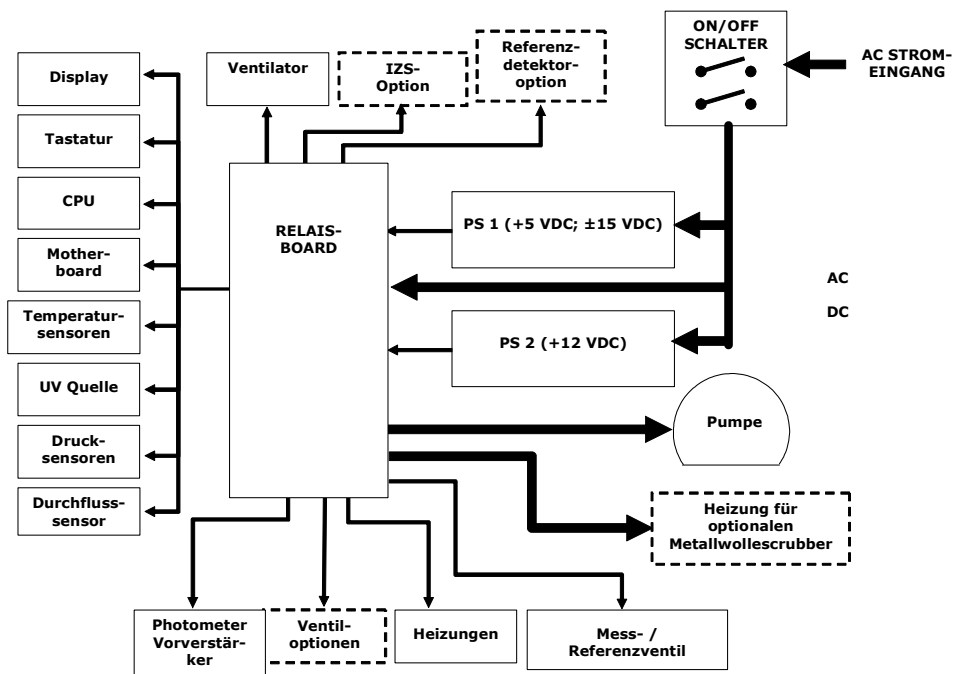 ON/OFF
SCHALTER
AC STROM-
EINGANG
Display
Ventilator
IZS-
Option
Referenz-
detektor-
option
Tastatur
CPU
Mother-
board
Temperatur-
sensoren
UV Quelle
Druck-
sensoren
Durchfluss-
sensor
RELAIS-
BOARD
PS 1 (+5 VDC; ±15 VDC)
AC
DC
PS 2 (+12 VDC)
Pumpe
Heizung für
optionalen
Metallwollescrubber
Photometer
Vorverstär-
ker
Ventil-
optionen
Heizungen
Mess- /
Referenzventil